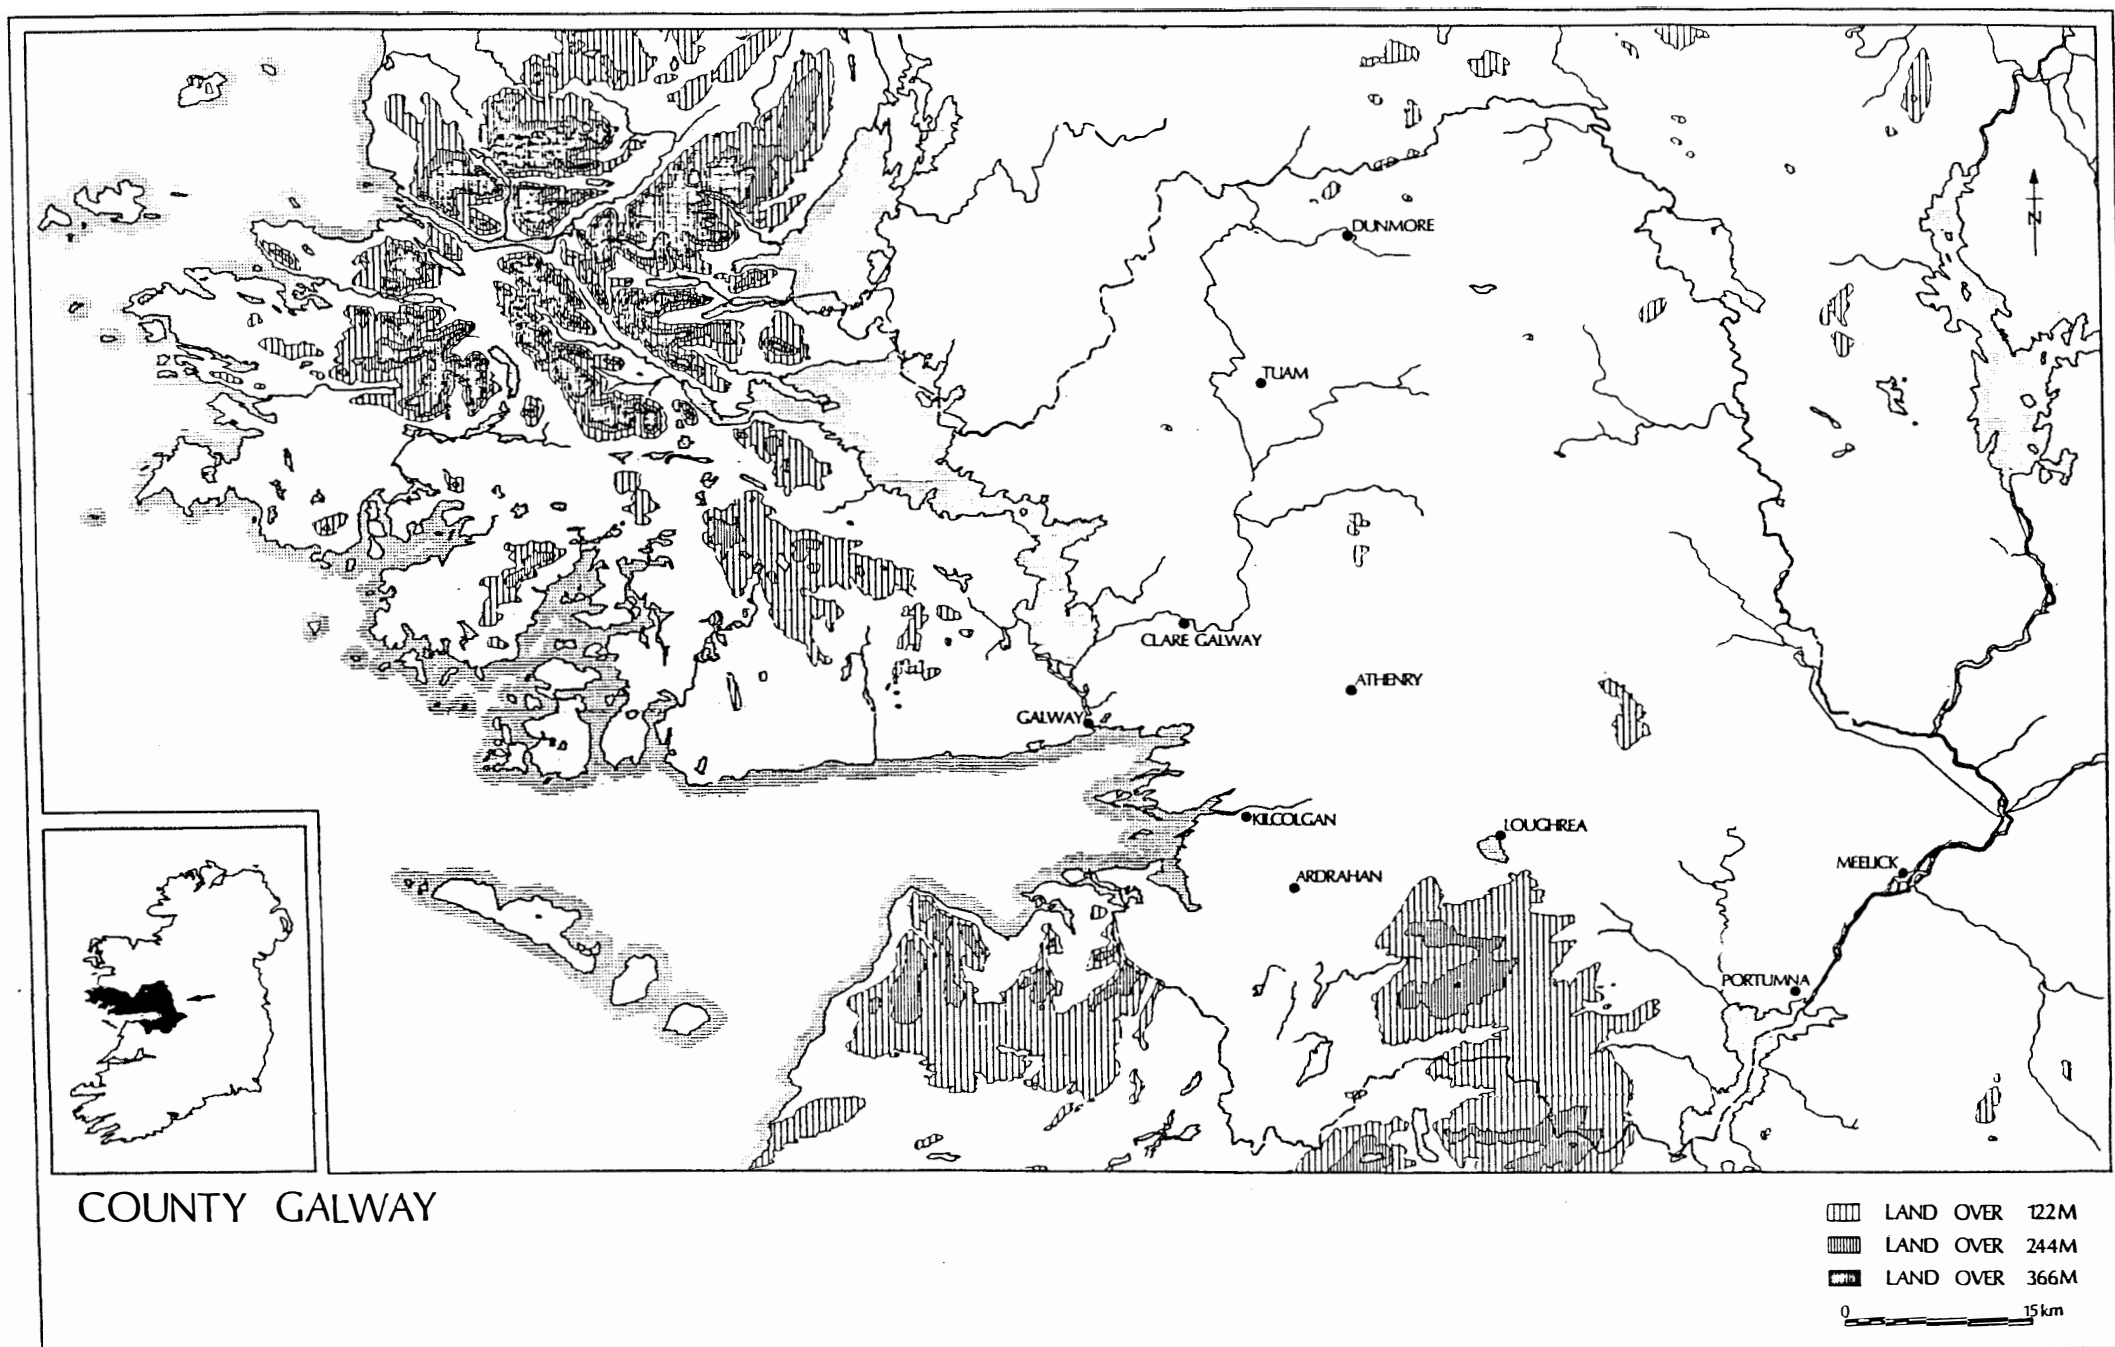 N
DUNMORE
TUAM
CLARE GALWAY
ATHENRY
GALWAY
KILCOLGAN
LOUGHREA
MEELICK
ARDRAHAN
PORTUMNA
COUNTY GALWAY
LAND OVER 122M
LAND OVER 244M
LAND OVER 366M
0 15km